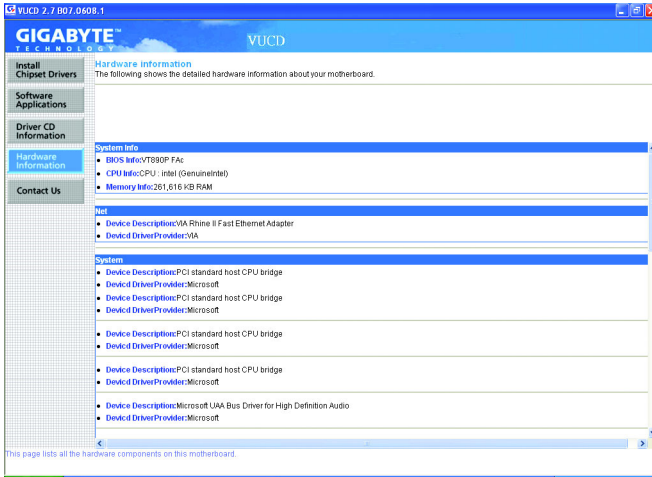 VUCD 2.7 B07.0608.1
GIGABYTE™
TECHNOLOGY
VUCD
Install
Chipset Drivers
Software
Applications
Driver CD
Information
Hardware
Information
Contact Us
Hardware information
The following shows the detailed hardware information about your motherboard.
System Info
• BIOS Info:VT890P FAc
• CPU Info:CPU : intel (GenuineIntel)
• Memory Info:261,616 KB RAM
Net
• Device Description:VIA Rhine II Fast Ethernet Adapter
• Devicd DriverProvider:VIA
System
• Device Description:PCI standard host CPU bridge
• Devicd DriverProvider:Microsoft
• Device Description:PCI standard host CPU bridge
• Devicd DriverProvider:Microsoft
• Device Description:PCI standard host CPU bridge
• Devicd DriverProvider:Microsoft
• Device Description:PCI standard host CPU bridge
• Devicd DriverProvider:Microsoft
• Device Description:Microsoft UAA Bus Driver for High Definition Audio
• Devicd DriverProvider:Microsoft
This page lists all the hardware components on this motherboard.